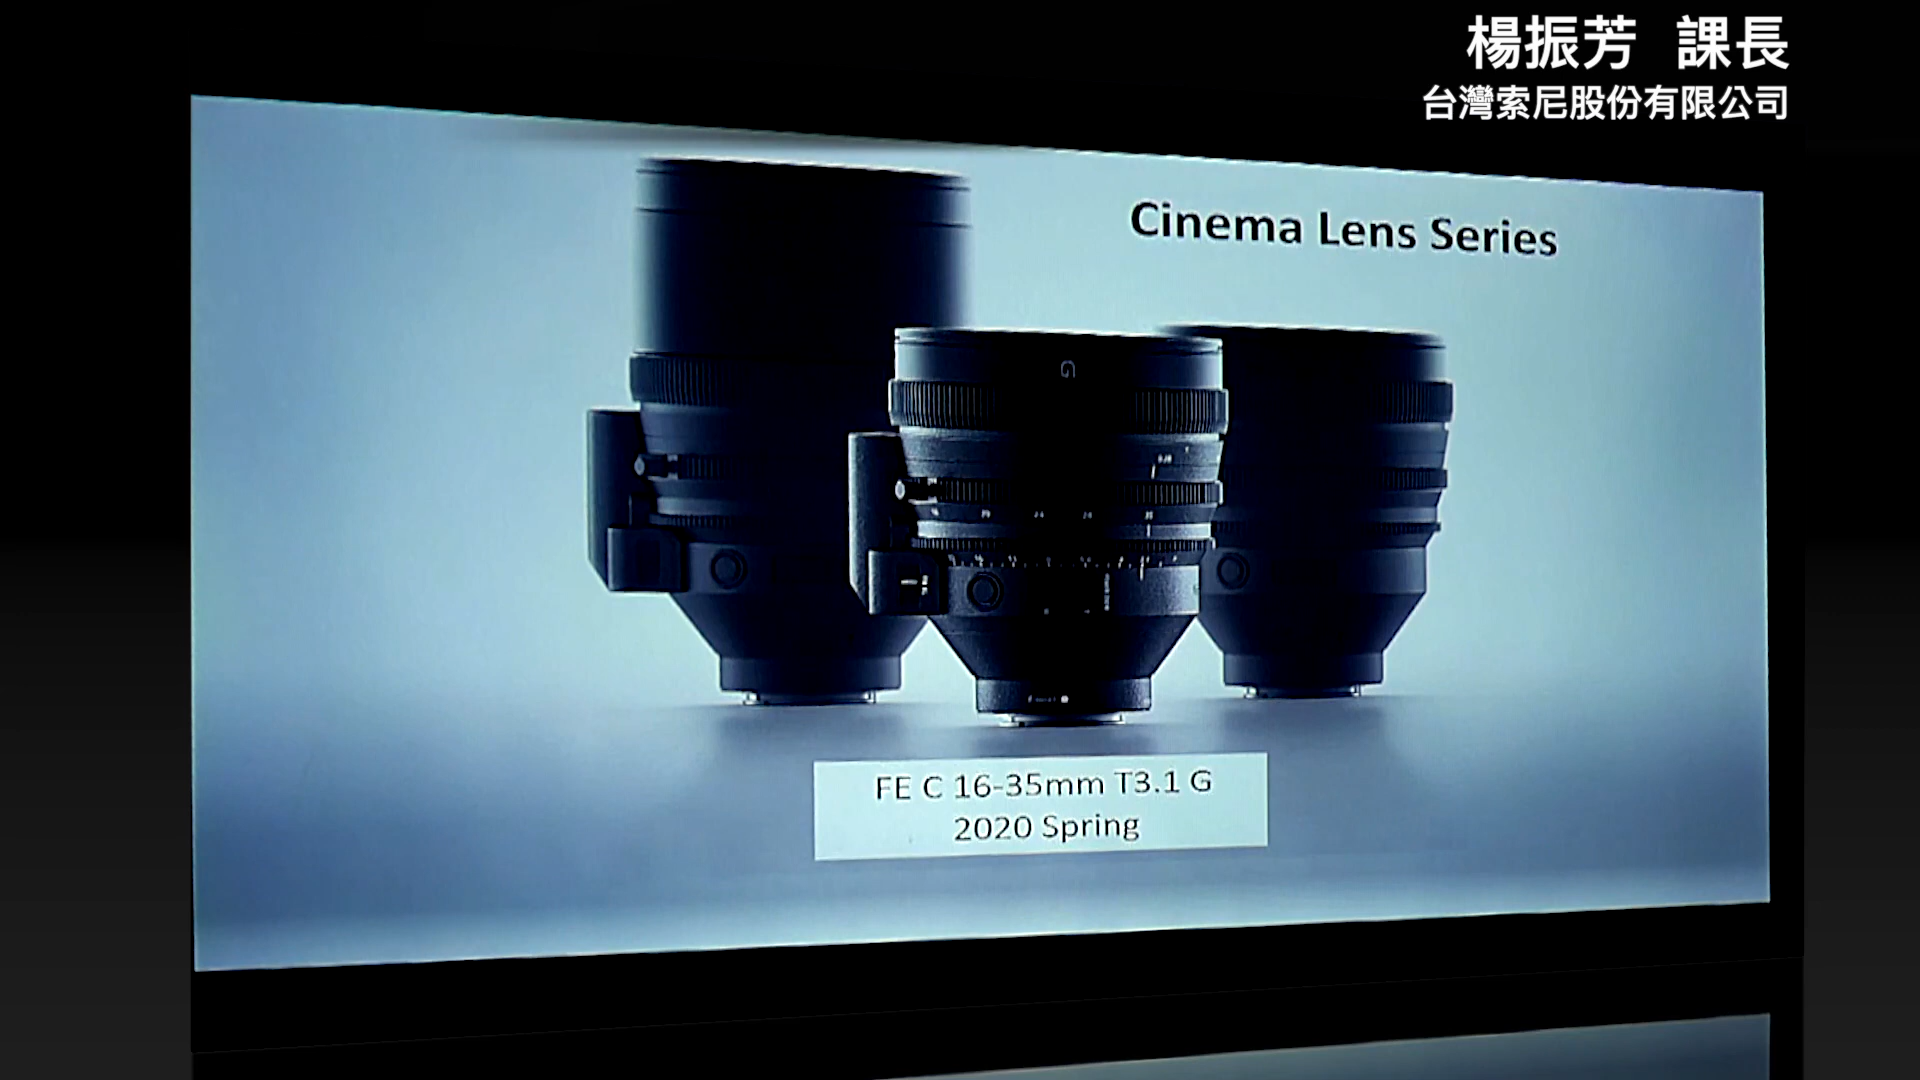 楊振芳 課長
台灣索尼股份有限公司
Cinema Lens Series
G
FE C 16-35mm T3.1 G
2020 Spring